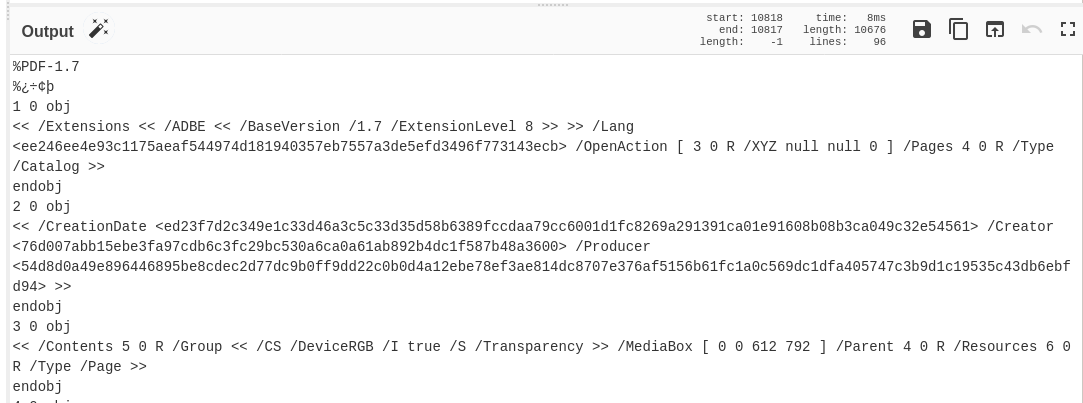 Output
start: 10818
end: 10817
length: -1
time: 8ms
length: 10676
lines: 96
%PDF-1.7
%¿÷¢þ
1 0 obj
<< /Extensions << /ADBE << /BaseVersion /1.7 /ExtensionLevel 8 >> >> /Lang
<ee246ee4e93c1175aeaf544974d181940357eb7557a3de5efd3496f773143ecb> /OpenAction [ 3 0 R /XYZ null null 0 ] /Pages 4 0 R /Type
/Catalog >>
endobj
2 0 obj
<< /CreationDate <ed23f7d2c349e1c33d46a3c5c33d35d58b6389fccdaa79cc6001d1fc8269a291391ca01e91608b08b3ca049c32e54561> /Creator
<76d007abb15ebe3fa97cdb6c3fc29bc530a6ca0a61ab892b4dc1f587b48a3600> /Producer
<54d8d0a49e896446895be8cdec2d77dc9b0ff9dd22c0b0d4a12ebe78ef3ae814dc8707e376af5156b61fc1a0c569dc1dfa405747c3b9d1c19535c43db6ebf
d94> >>
endobj
3 0 obj
<< /Contents 5 0 R /Group << /CS /DeviceRGB /I true /S /Transparency >> /MediaBox [ 0 0 612 792 ] /Parent 4 0 R /Resources 6 0
R /Type /Page >>
endobj